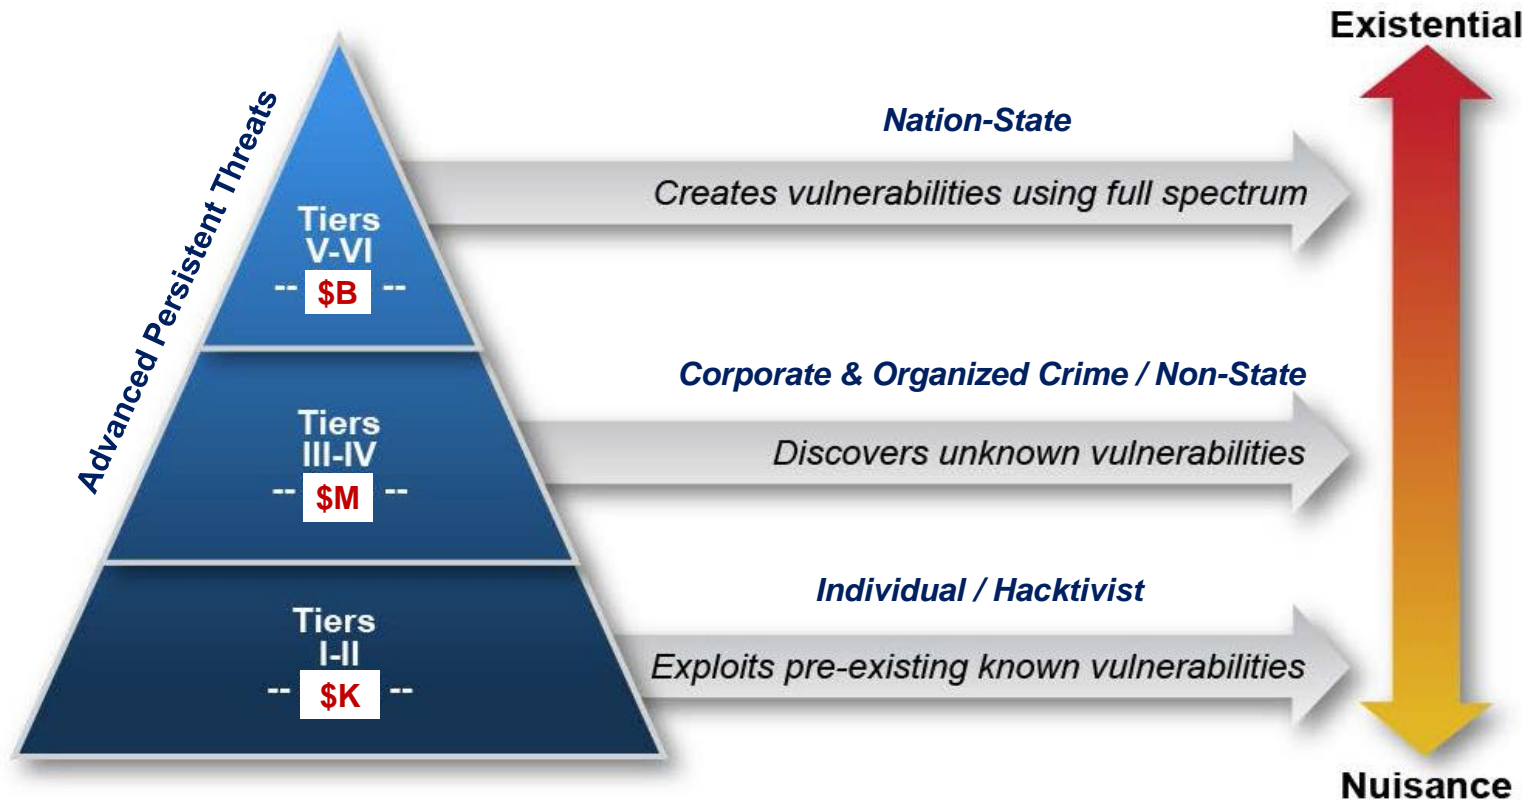 Existential
Advanced Persistent Threats
Nation-State
Creates vulnerabilities using full spectrum
Tiers
V-VI
-- $B --
Corporate & Organized Crime / Non-State
Discovers unknown vulnerabilities
Tiers
III-IV
-- $M --
Individual / Hacktivist
Exploits pre-existing known vulnerabilities
Tiers
I-II
-- $K --
Nuisance